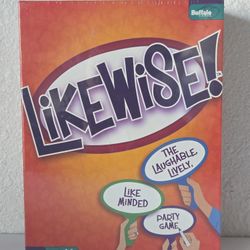 Buffalo
LiKEWiSE!
THE
LAUGHABLE,
LIVELY,
LIKE
MINDED
PARTY
GAME